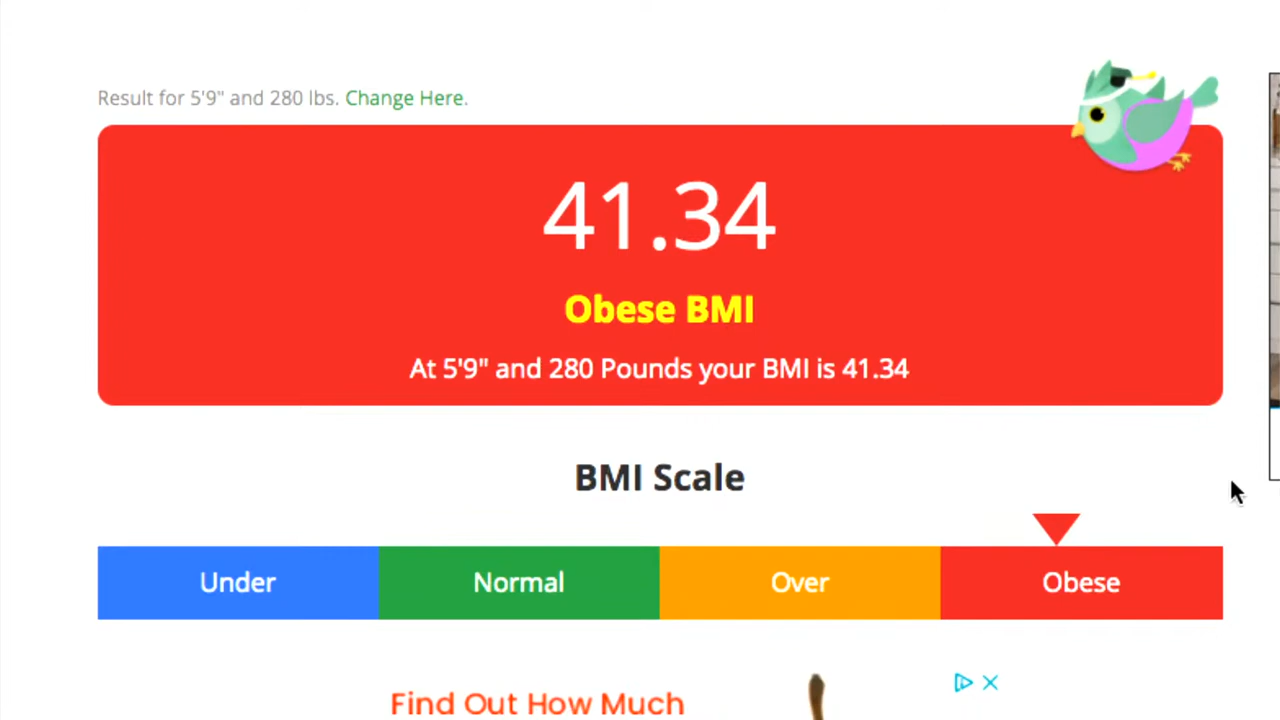 Result for 5'9" and 280 lbs. Change Here.
41.34
Obese BMI
At 5'9" and 280 Pounds your BMI is 41.34
BMI Scale
Under Normal Over Obese
Find Out How Much